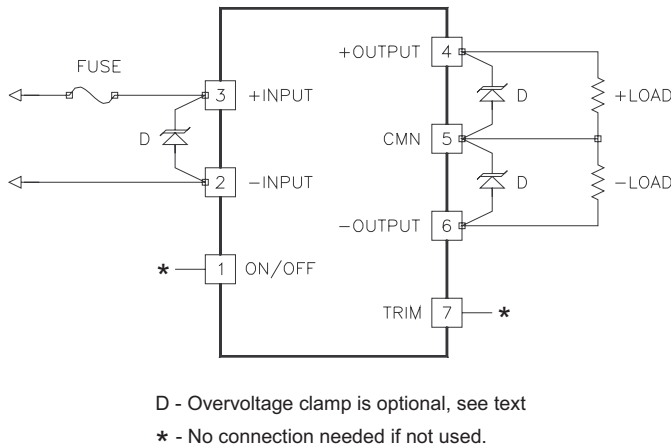 FUSE
3 +INPUT
D
2 −INPUT
* 1 ON/OFF
+OUTPUT 4
D
CMN 5
D
−OUTPUT 6
TRIM 7 *
+LOAD
−LOAD
D - Overvoltage clamp is optional, see text
* - No connection needed if not used.